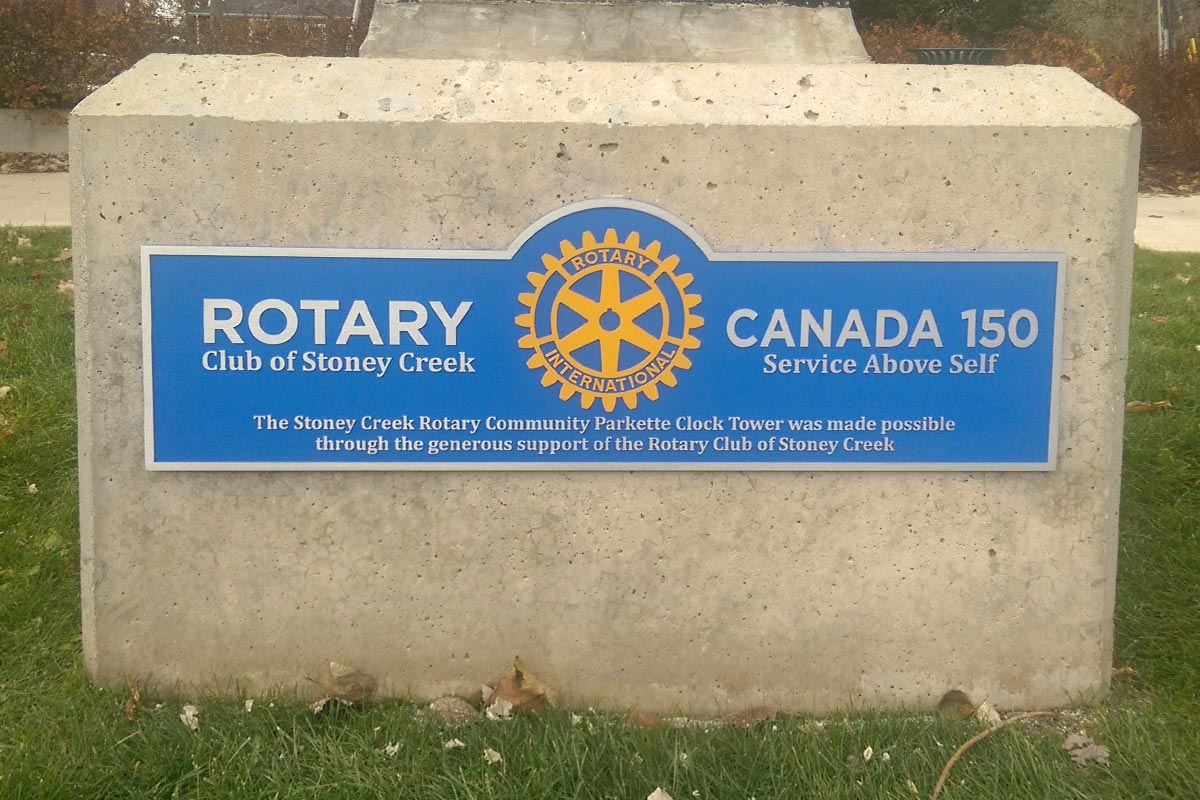 ROTARY
Club of Stoney Creek
ROTARY
INTERNATIONAL
CANADA 150
Service Above Self
The Stoney Creek Rotary Community Parkette Clock Tower was made possible
through the generous support of the Rotary Club of Stoney Creek